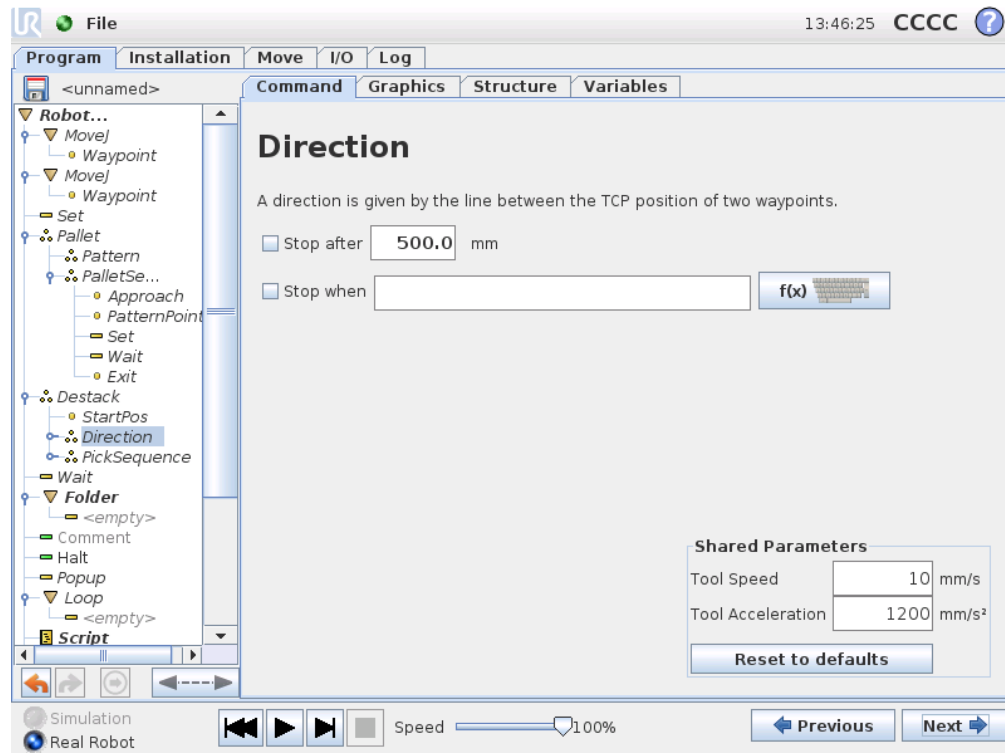 File 13:46:25 CCCC ?
Program Installation Move I/O Log
<unnamed> Command Graphics Structure Variables
Robot...
MoveJ
Waypoint
MoveJ
Waypoint
Set
Pallet
Pattern
PalletSe...
Approach
PatternPoint
Set
Wait
Exit
Destack
StartPos
Direction
PickSequence
Wait
Folder
<empty>
Comment
Halt
Popup
Loop
<empty>
Script
Direction
A direction is given by the line between the TCP position of two waypoints.
Stop after 500.0 mm
Stop when f(x)
Shared Parameters
Tool Speed 10 mm/s
Tool Acceleration 1200 mm/s²
Reset to defaults
Simulation
Real Robot
Speed 100%
Previous Next